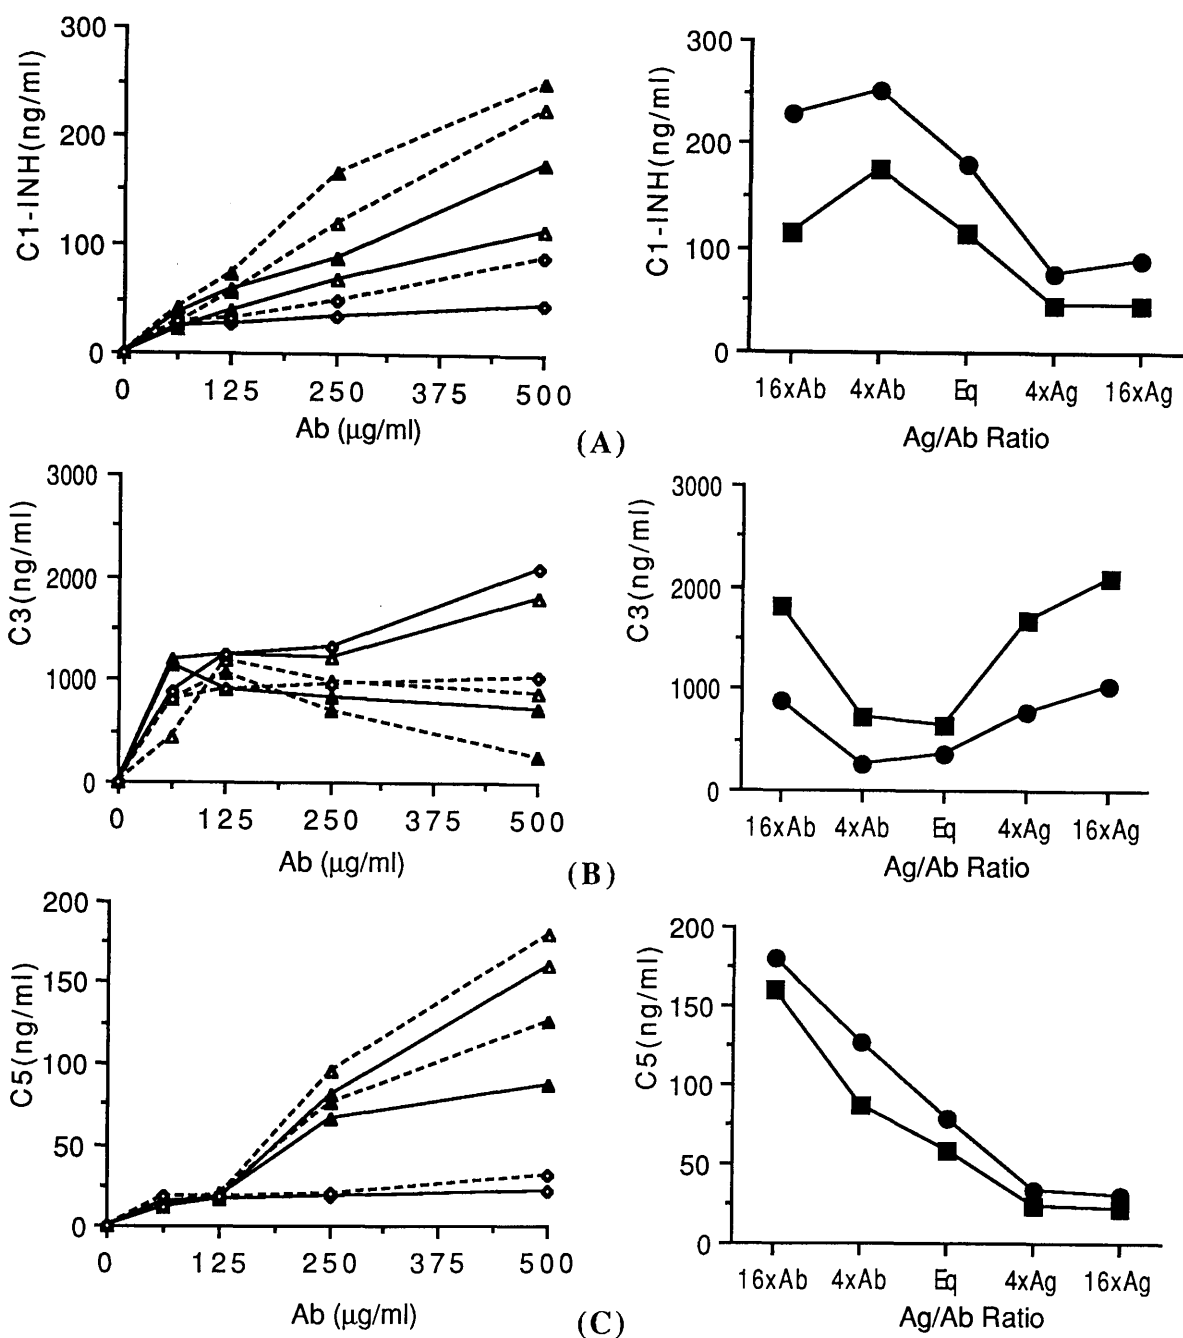 300
200
100
0
C1-INH(ng/ml)
0 125 250 375 500
Ab (μg/ml)
300
200
100
0
C1-INH(ng/ml)
16xAb 4xAb Eq 4xAg 16xAg
Ag/Ab Ratio
(A)
3000
2000
1000
0
C3(ng/ml)
0 125 250 375 500
Ab (μg/ml)
3000
2000
1000
0
C3(ng/ml)
16xAb 4xAb Eq 4xAg 16xAg
Ag/Ab Ratio
(B)
200
150
100
50
0
C5(ng/ml)
0 125 250 375 500
Ab (μg/ml)
200
150
100
50
0
C5(ng/ml)
16xAb 4xAb Eq 4xAg 16xAg
Ag/Ab Ratio
(C)